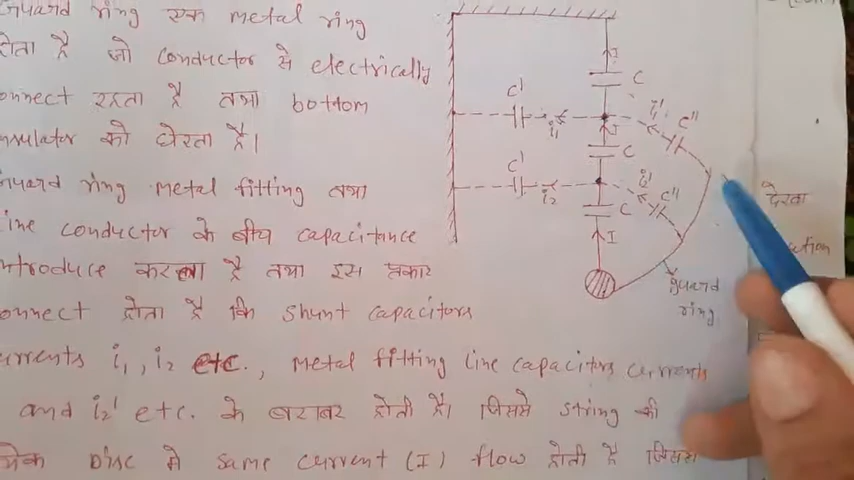 Guard ring एक metal ring
होता है जो conductor से electrically
connect रहता है तथा bottom
insulator को घेरता है।
Guard ring metal fitting तथा
Line conductor के बीच capacitance
introduce करता है तथा इस प्रकार
connect होता है कि shunt capacitors
currents i₁, i₂ etc., metal fitting line capacitors currents
and i₂' etc. के बराबर होती है। जिससे string की
Disc में same current (I) flow होती है जिससे
I
C
C'
i₁
I
i₁'
C"
C
C'
i₂
i₂'
C"
C
I
guard
ring
देखा